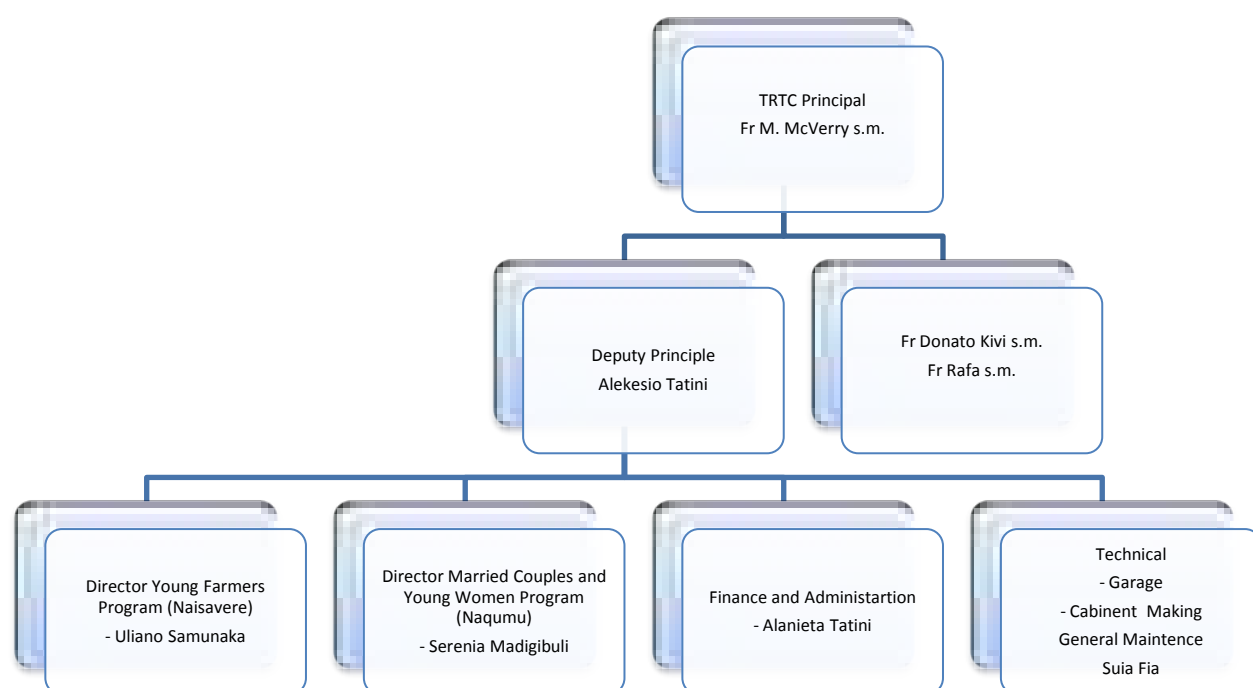 TRTC Principal
Fr M. McVerry s.m.
Deputy Principle
Alekesio Tatini
Fr Donato Kivi s.m.
Fr Rafa s.m.
Director Young Farmers
Program (Naisavere)
- Uliano Samunaka
Director Married Couples and
Young Women Program
(Naqumu)
- Serenia Madigibuli
Finance and Administartion
- Alanieta Tatini
Technical
- Garage
- Cabinent  Making
General Maintence
Suia Fia